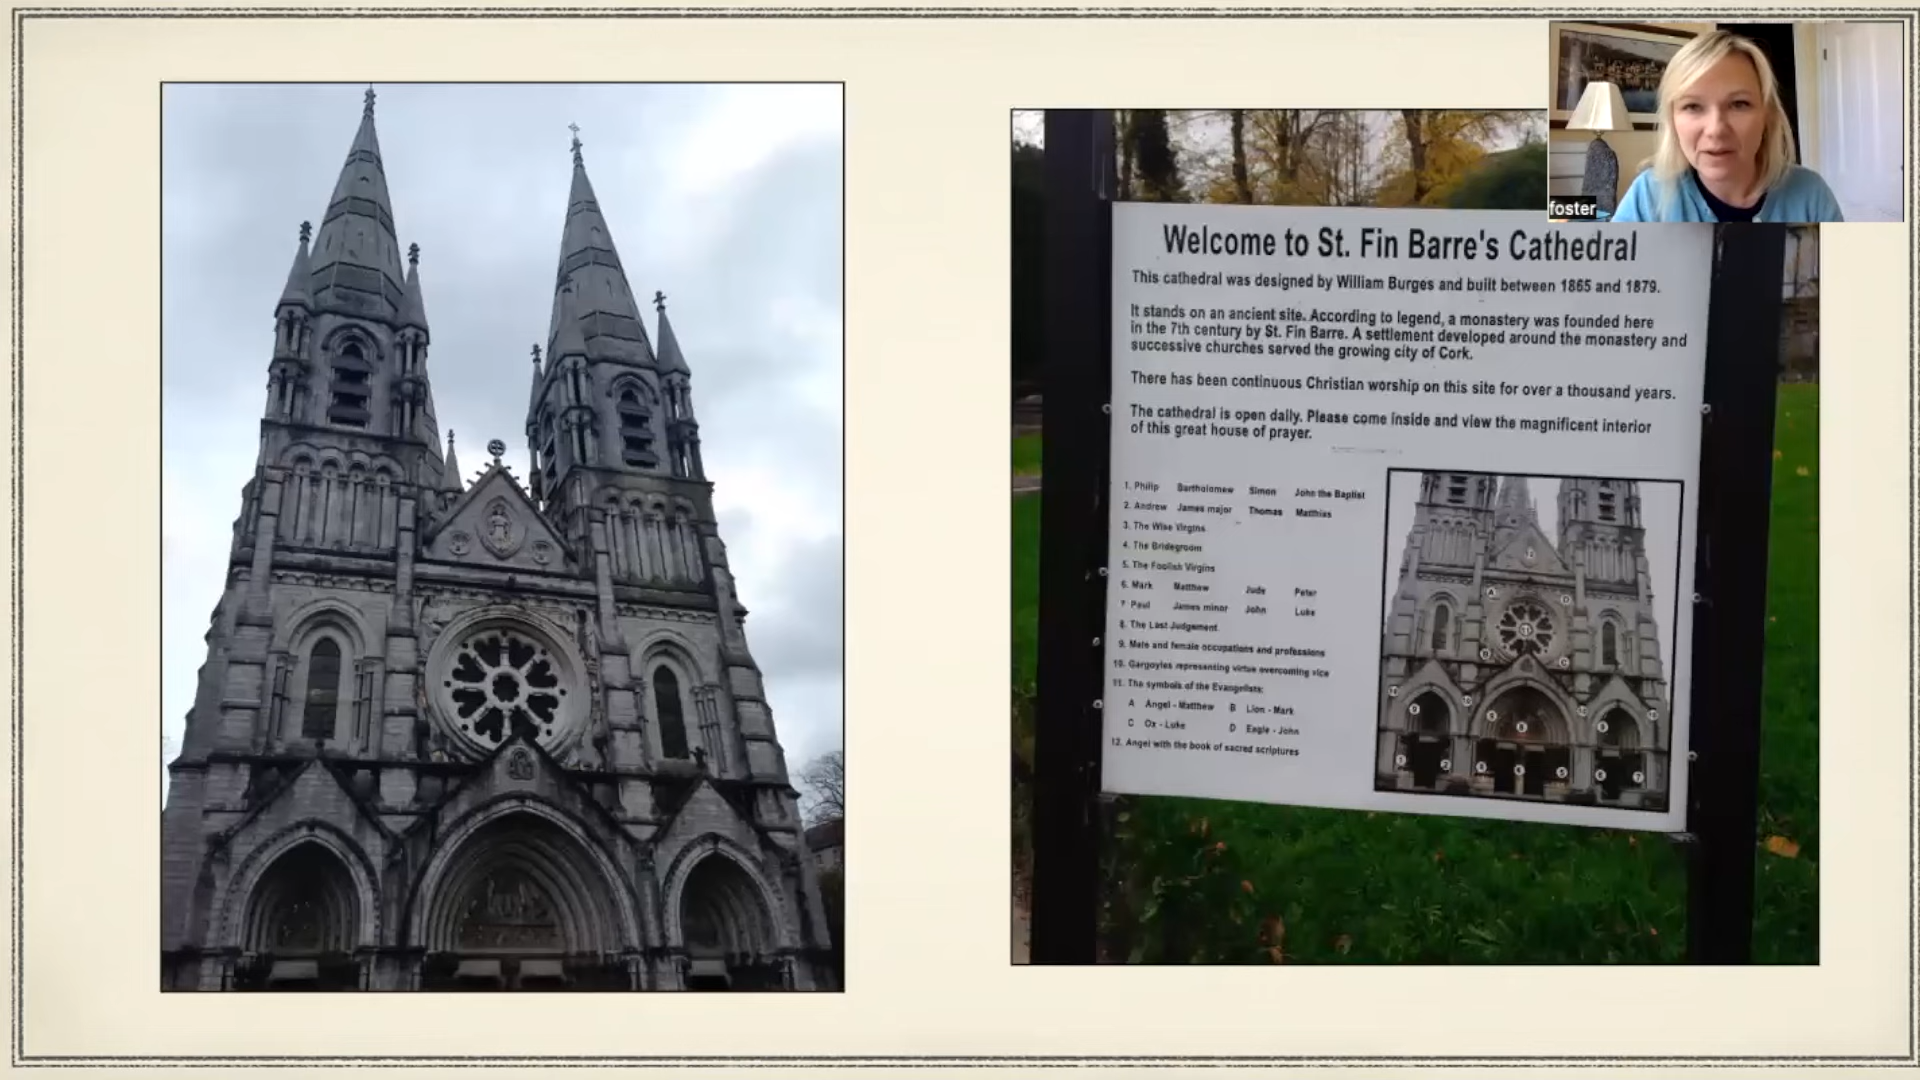 foster
Welcome to St. Fin Barre's Cathedral
This cathedral was designed by William Burges and built between 1865 and 1879.
It stands on an ancient site. According to legend, a monastery was founded here
in the 7th century by St. Fin Barre. A settlement developed around the monastery and
successive churches served the growing city of Cork.
There has been continuous Christian worship on this site for over a thousand years.
The cathedral is open daily. Please come inside and view the magnificent interior
of this great house of prayer.
1. Philip Bartholomew Simon John the Baptist
2. Andrew James major Thomas Matthias
3. The Wise Virgins
4. The Bridegroom
5. The Foolish Virgins
6. Mark Matthew Jude Peter
7 Paul James minor John Luke
8. The Last Judgement
9. Male and female occupations and professions
10. Gargoyles representing virtue overcoming vice
11. The symbols of the Evangelists:
A Angel - Matthew B Lion - Mark
C Ox - Luke D Eagle - John
12. Angel with the book of sacred scriptures